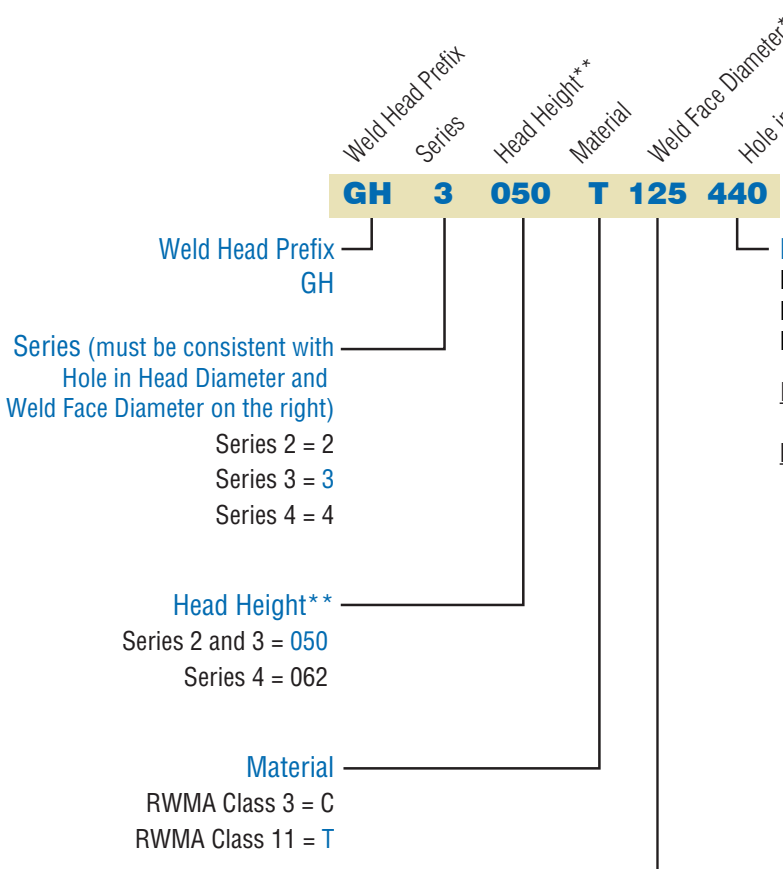 Weld Head Prefix
Series
Head Height**
Material
Weld Face Diameter*
Hole in
GH 3 050 T 125 440
Weld Head Prefix
GH
Series (must be consistent with
Hole in Head Diameter and
Weld Face Diameter on the right)
Series 2 = 2
Series 3 = 3
Series 4 = 4
Head Height**
Series 2 and 3 = 050
Series 4 = 062
Material
RWMA Class 3 = C
RWMA Class 11 = T